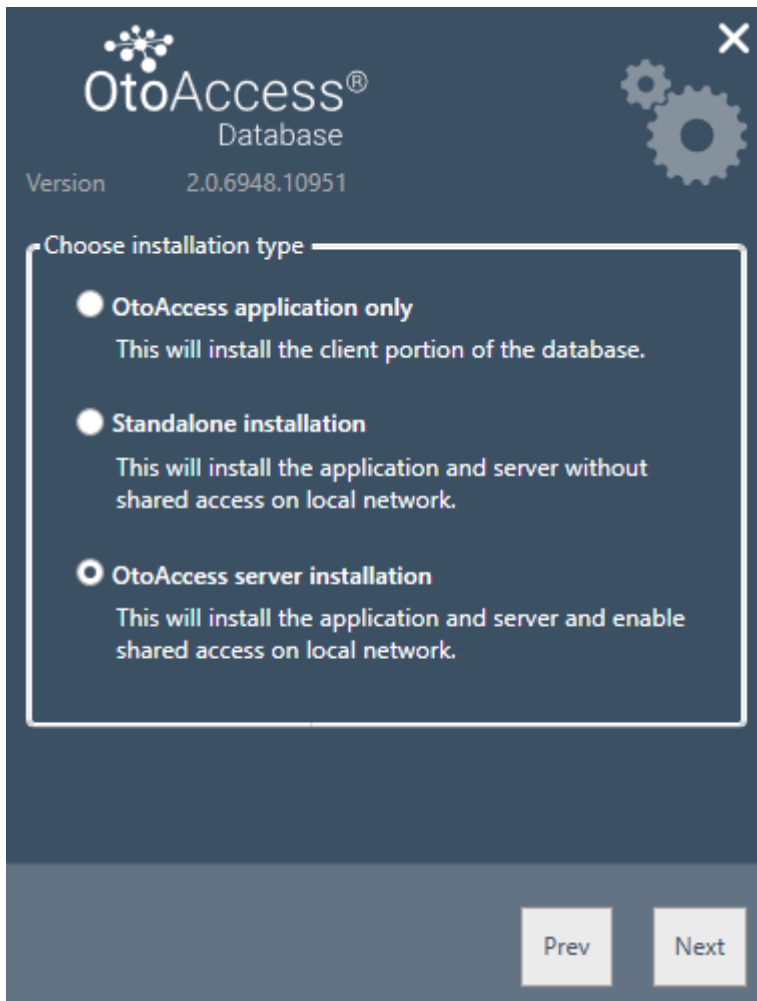 OtoAccess®
Database
Version 2.0.6948.10951
Choose installation type
OtoAccess application only
This will install the client portion of the database.
Standalone installation
This will install the application and server without
shared access on local network.
OtoAccess server installation
This will install the application and server and enable
shared access on local network.
Prev Next